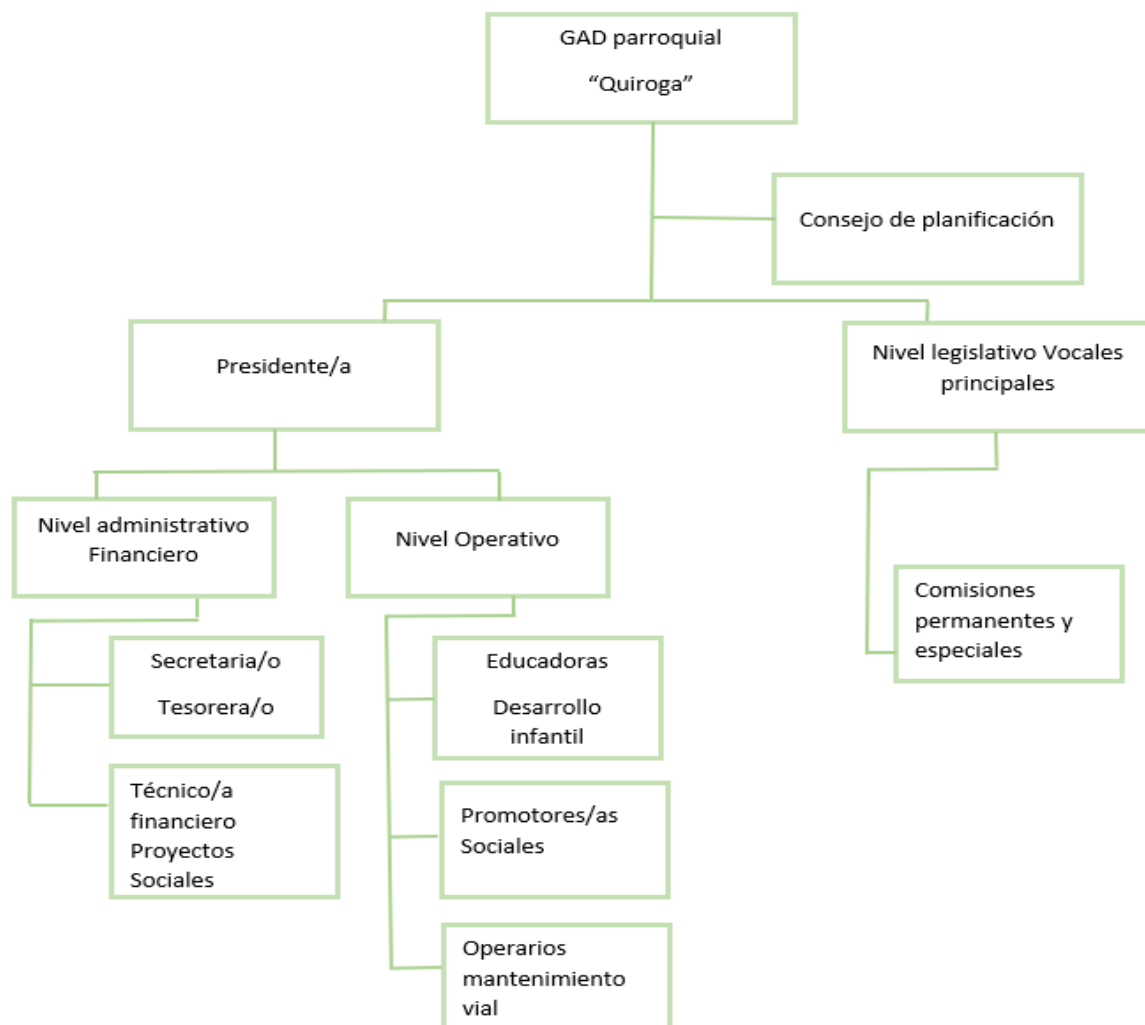 GAD parroquial
“Quiroga”
Consejo de planificación
Presidente/a
Nivel legislativo Vocales
principales
Nivel administrativo
Financiero
Nivel Operativo
Comisiones
permanentes y
especiales
Secretaria/o
Tesorera/o
Educadoras
Desarrollo
infantil
Técnico/a
financiero
Proyectos
Sociales
Promotores/as
Sociales
Operarios
mantenimiento
vial